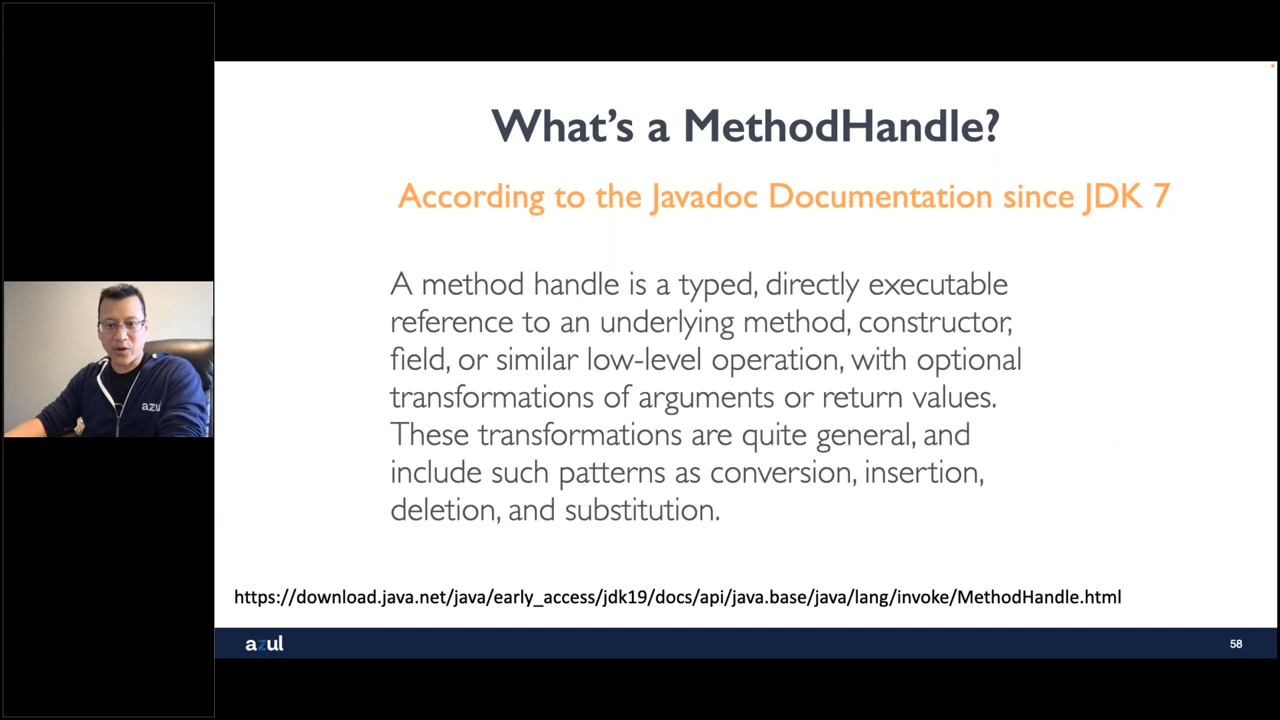 What's a MethodHandle?
According to the Javadoc Documentation since JDK 7
A method handle is a typed, directly executable
reference to an underlying method, constructor,
field, or similar low-level operation, with optional
transformations of arguments or return values.
These transformations are quite general, and
include such patterns as conversion, insertion,
deletion, and substitution.
azul
https://download.java.net/java/early_access/jdk19/docs/api/java.base/java/lang/invoke/MethodHandle.html
azul
58